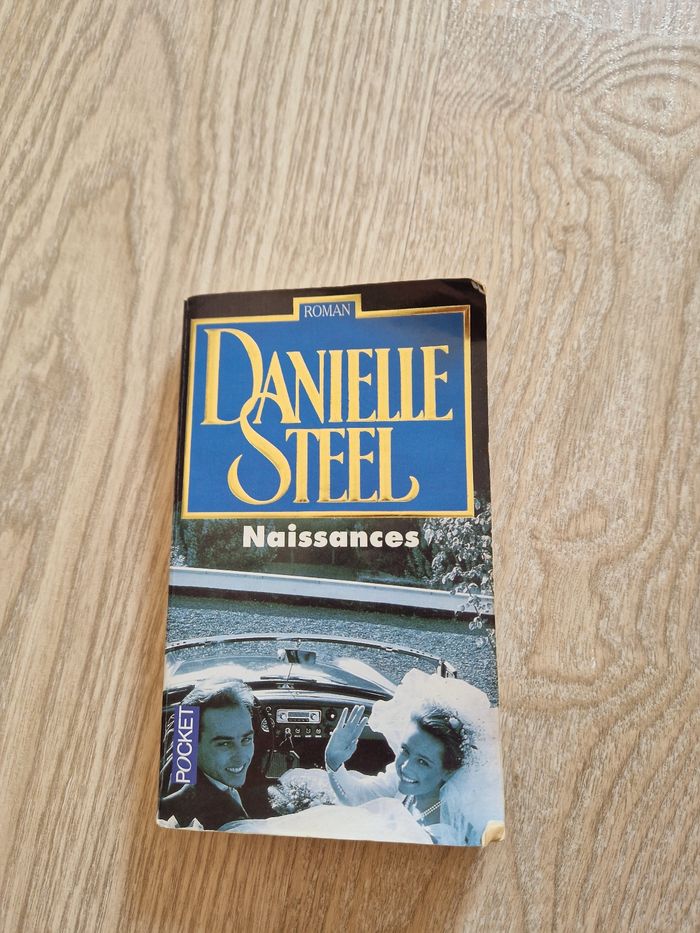 ROMAN
DANIELLE
STEEL
Naissances
POCKET